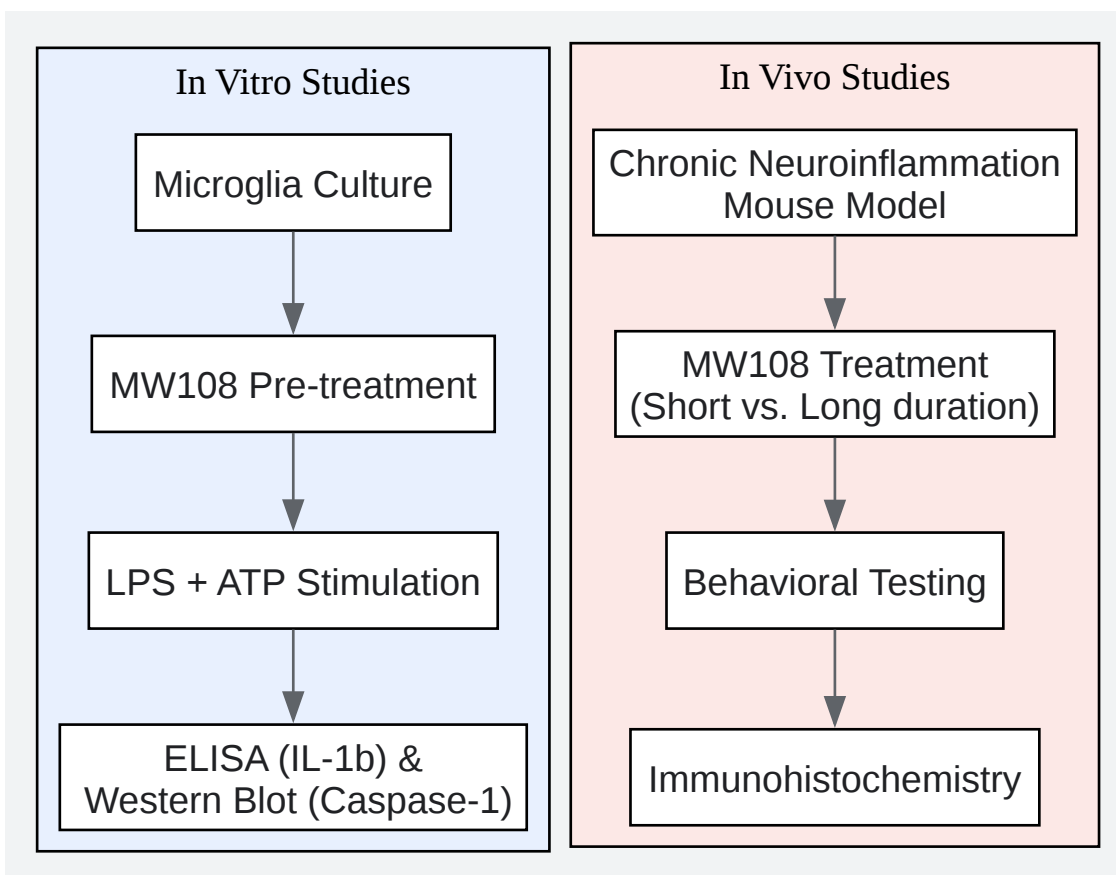 In Vitro Studies
Microglia Culture
MW108 Pre-treatment
LPS + ATP Stimulation
ELISA (IL-1b) &
Western Blot (Caspase-1)
In Vivo Studies
Chronic Neuroinflammation
Mouse Model
MW108 Treatment
(Short vs. Long duration)
Behavioral Testing
Immunohistochemistry